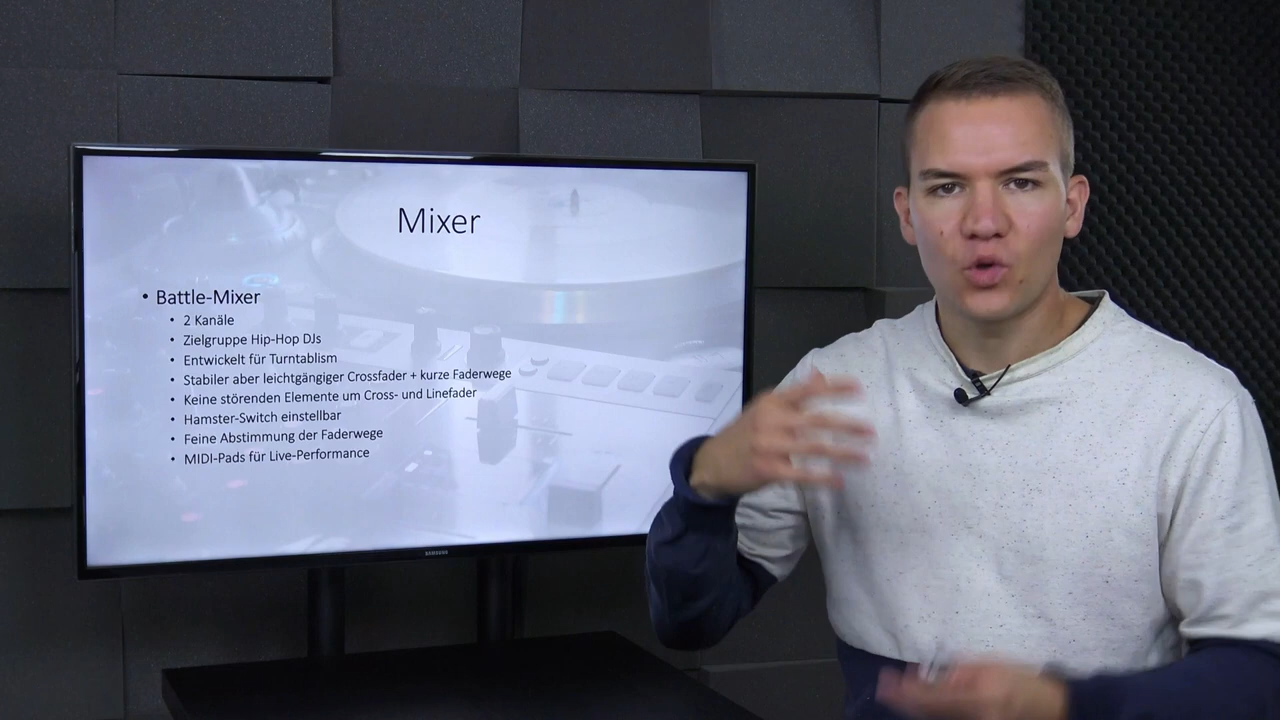 Mixer
• Battle-Mixer
• 2 Kanäle
• Zielgruppe Hip-Hop DJs
• Entwickelt für Turntablism
• Stabiler aber leichtgängiger Crossfader + kurze Faderwege
• Keine störenden Elemente um Cross- und Linefader
• Hamster-Switch einstellbar
• Feine Abstimmung der Faderwege
• MIDI-Pads für Live-Performance
SAMSUNG